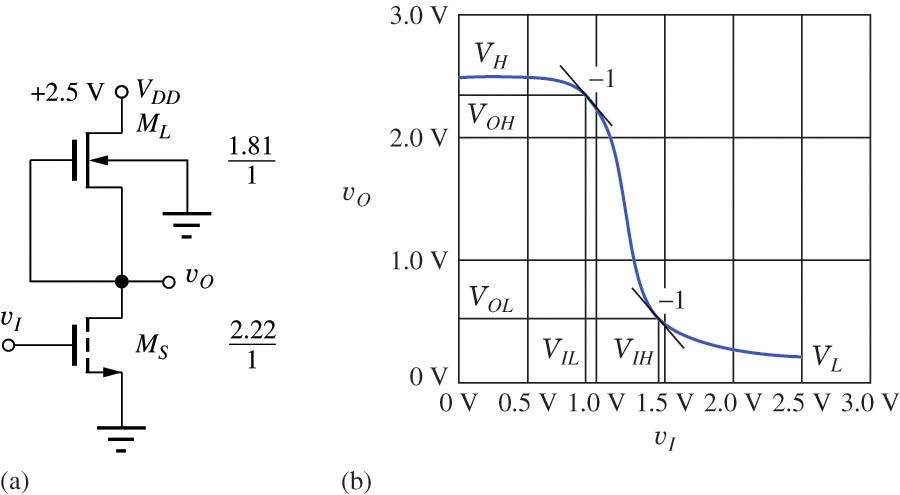 +2.5 V V_DD
M_L
1.81
1
v_O
v_I
M_S
2.22
1
(a)
3.0 V
V_H
−1
V_OH
2.0 V
v_O
1.0 V
V_OL
−1
V_IL V_IH
V_L
0 V
0 V 0.5 V 1.0 V 1.5 V 2.0 V 2.5 V 3.0 V
v_I
(b)